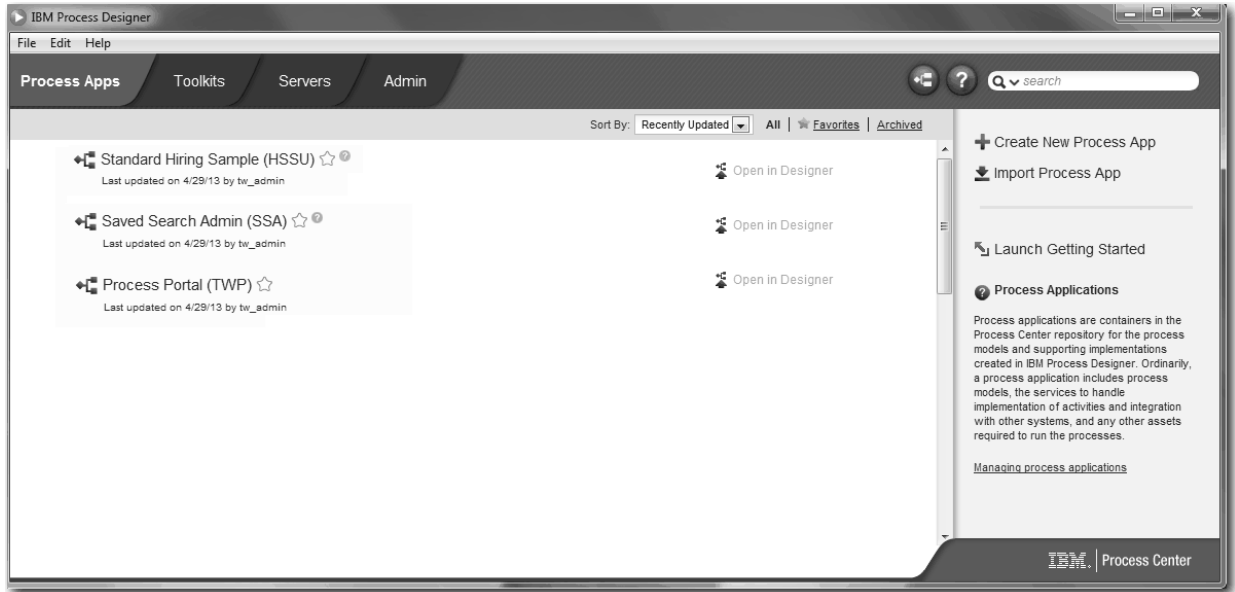 IBM Process Designer
File Edit Help
Process Apps Toolkits Servers Admin
search
Sort By: Recently Updated All | Favorites | Archived
Standard Hiring Sample (HSSU)
Last updated on 4/29/13 by tw_admin
Open in Designer
Saved Search Admin (SSA)
Last updated on 4/29/13 by tw_admin
Open in Designer
Process Portal (TWP)
Last updated on 4/29/13 by tw_admin
Open in Designer
Create New Process App
Import Process App
Launch Getting Started
Process Applications
Process applications are containers in the
Process Center repository for the process
models and supporting implementations
created in IBM Process Designer. Ordinarily,
a process application includes process
models, the services to handle
implementation of activities and integration
with other systems, and any other assets
required to run the processes.
Managing process applications
IBM. | Process Center